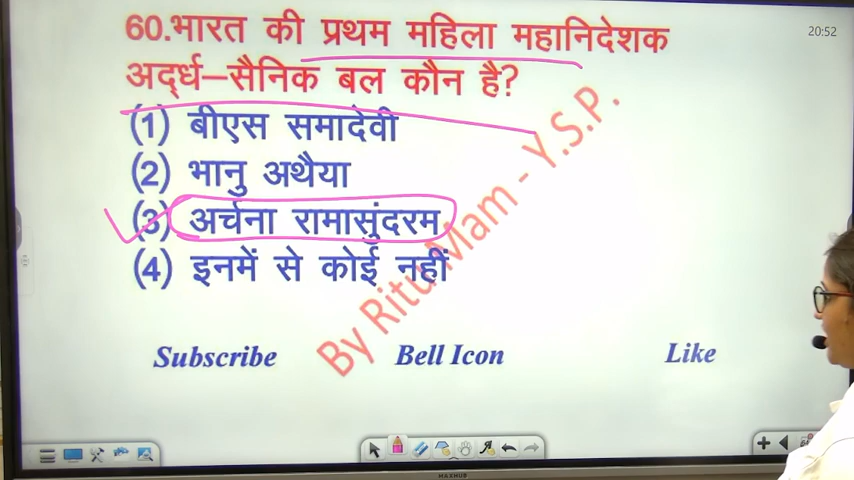 20:52
60.भारत की प्रथम महिला महानिदेशक
अर्द्ध–सैनिक बल कौन है?
(1) बीएस समादेवी
(2) भानु अथैया
(3) अर्चना रामासुंदरम
(4) इनमें से कोई नहीं
By Ritu Mam - Y.S.P.
Subscribe Bell Icon Like
MAXHUB